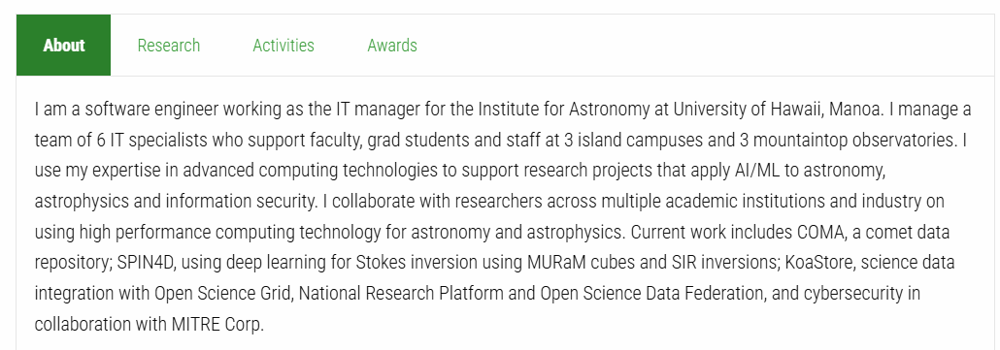 About Research Activities Awards
I am a software engineer working as the IT manager for the Institute for Astronomy at University of Hawaii, Manoa. I manage a
team of 6 IT specialists who support faculty, grad students and staff at 3 island campuses and 3 mountaintop observatories. I
use my expertise in advanced computing technologies to support research projects that apply AI/ML to astronomy,
astrophysics and information security. I collaborate with researchers across multiple academic institutions and industry on
using high performance computing technology for astronomy and astrophysics. Current work includes COMA, a comet data
repository; SPIN4D, using deep learning for Stokes inversion using MURaM cubes and SIR inversions; KoaStore, science data
integration with Open Science Grid, National Research Platform and Open Science Data Federation, and cybersecurity in
collaboration with MITRE Corp.